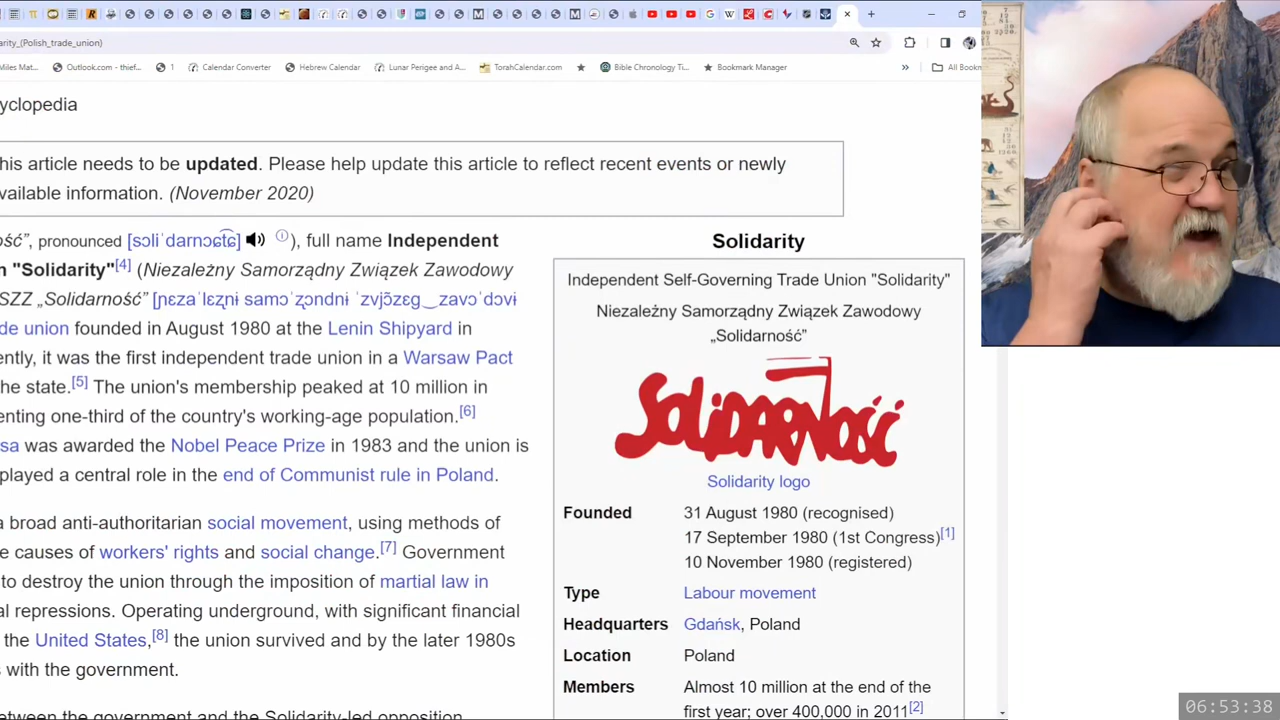 arity_(Polish_trade_union)
Miles Mat...
Outlook.com...
1
Calendar Converter
New Calendar
Lunar Perigee and A...
TorahCalendar...
Bible Chronology Ti...
Bookmark Manager
»
All Book
cyclopedia
his article needs to be updated. Please help update this article to reflect recent events or newly
vailable information. (November 2020)
ość”, pronounced [sɔliˈdarnɔɕt͡ɕ] ), full name Independent
n "Solidarity"[4] (Niezależny Samorządny Związek Zawodowy
SZZ „Solidarność” [ɲɛzaˈlɛʐnɨ samɔˈʐɔndnɨ ˈzvjɔ̃zɛɡ‿zavɔˈdɔvɨ
de union founded in August 1980 at the Lenin Shipyard in
ently, it was the first independent trade union in a Warsaw Pact
he state.[5] The union's membership peaked at 10 million in
enting one-third of the country's working-age population.[6]
sa was awarded the Nobel Peace Prize in 1983 and the union is
played a central role in the end of Communist rule in Poland.
a broad anti-authoritarian social movement, using methods of
e causes of workers' rights and social change.[7] Government
to destroy the union through the imposition of martial law in
al repressions. Operating underground, with significant financial
the United States,[8] the union survived and by the later 1980s
s with the government.
between the government and the Solidarity-led opposition
Solidarity
Independent Self-Governing Trade Union "Solidarity"
Niezależny Samorządny Związek Zawodowy
„Solidarność”
SOLIDARNOŚĆ
Solidarity logo
Founded 31 August 1980 (recognised)
17 September 1980 (1st Congress)[1]
10 November 1980 (registered)
Type Labour movement
Headquarters Gdańsk, Poland
Location Poland
Members Almost 10 million at the end of the
first year; over 400,000 in 2011[2]
06:53:38